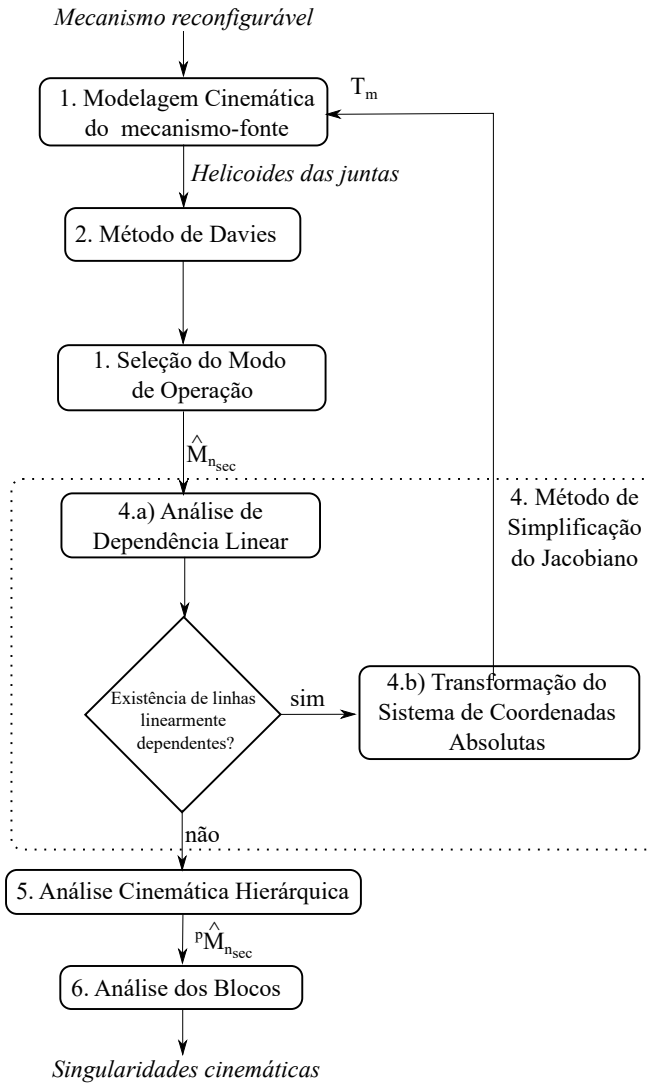 Mecanismo reconfigurável
T_m
1. Modelagem Cinemática
do mecanismo-fonte
Helicoides das juntas
2. Método de Davies
1. Seleção do Modo
de Operação
M̂_n_sec
4. Método de
Simplificação
do Jacobiano
4.a) Análise de
Dependência Linear
Existência de linhas
linearmente
dependentes?
sim
4.b) Transformação do
Sistema de Coordenadas
Absolutas
não
5. Análise Cinemática Hierárquica
ᵖM̂_n_sec
6. Análise dos Blocos
Singularidades cinemáticas